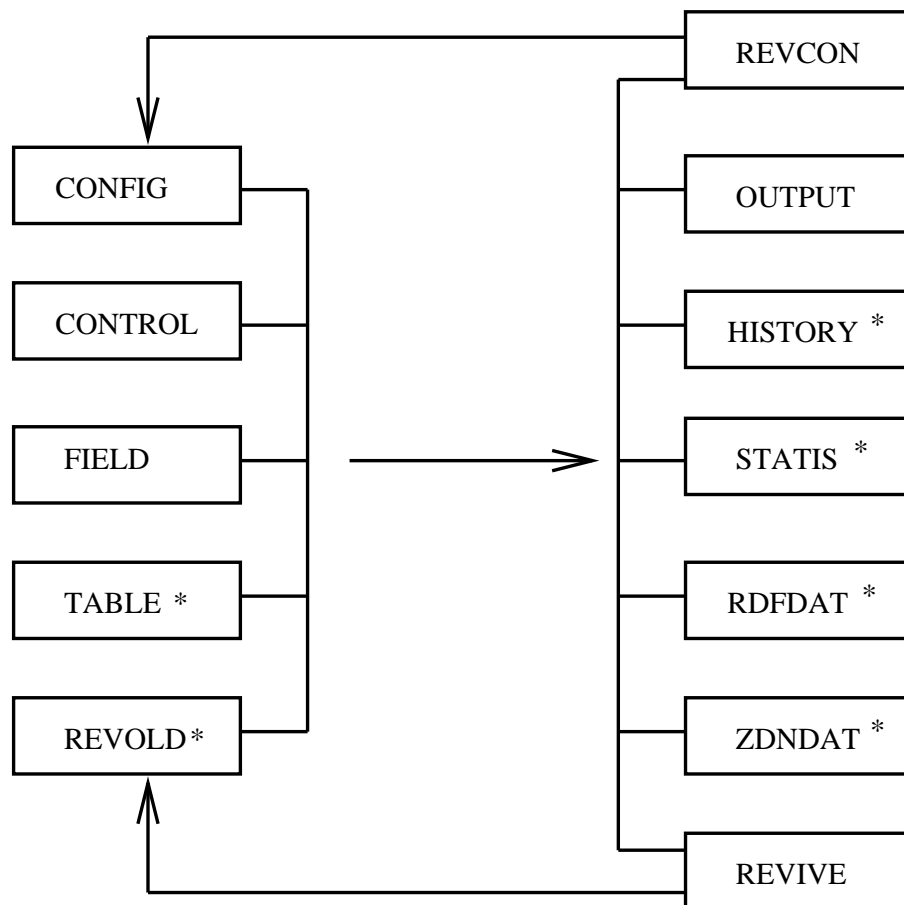 REVCON
CONFIG
OUTPUT
CONTROL
HISTORY *
FIELD
STATIS *
TABLE *
RDFDAT *
REVOLD*
ZDNDAT *
REVIVE